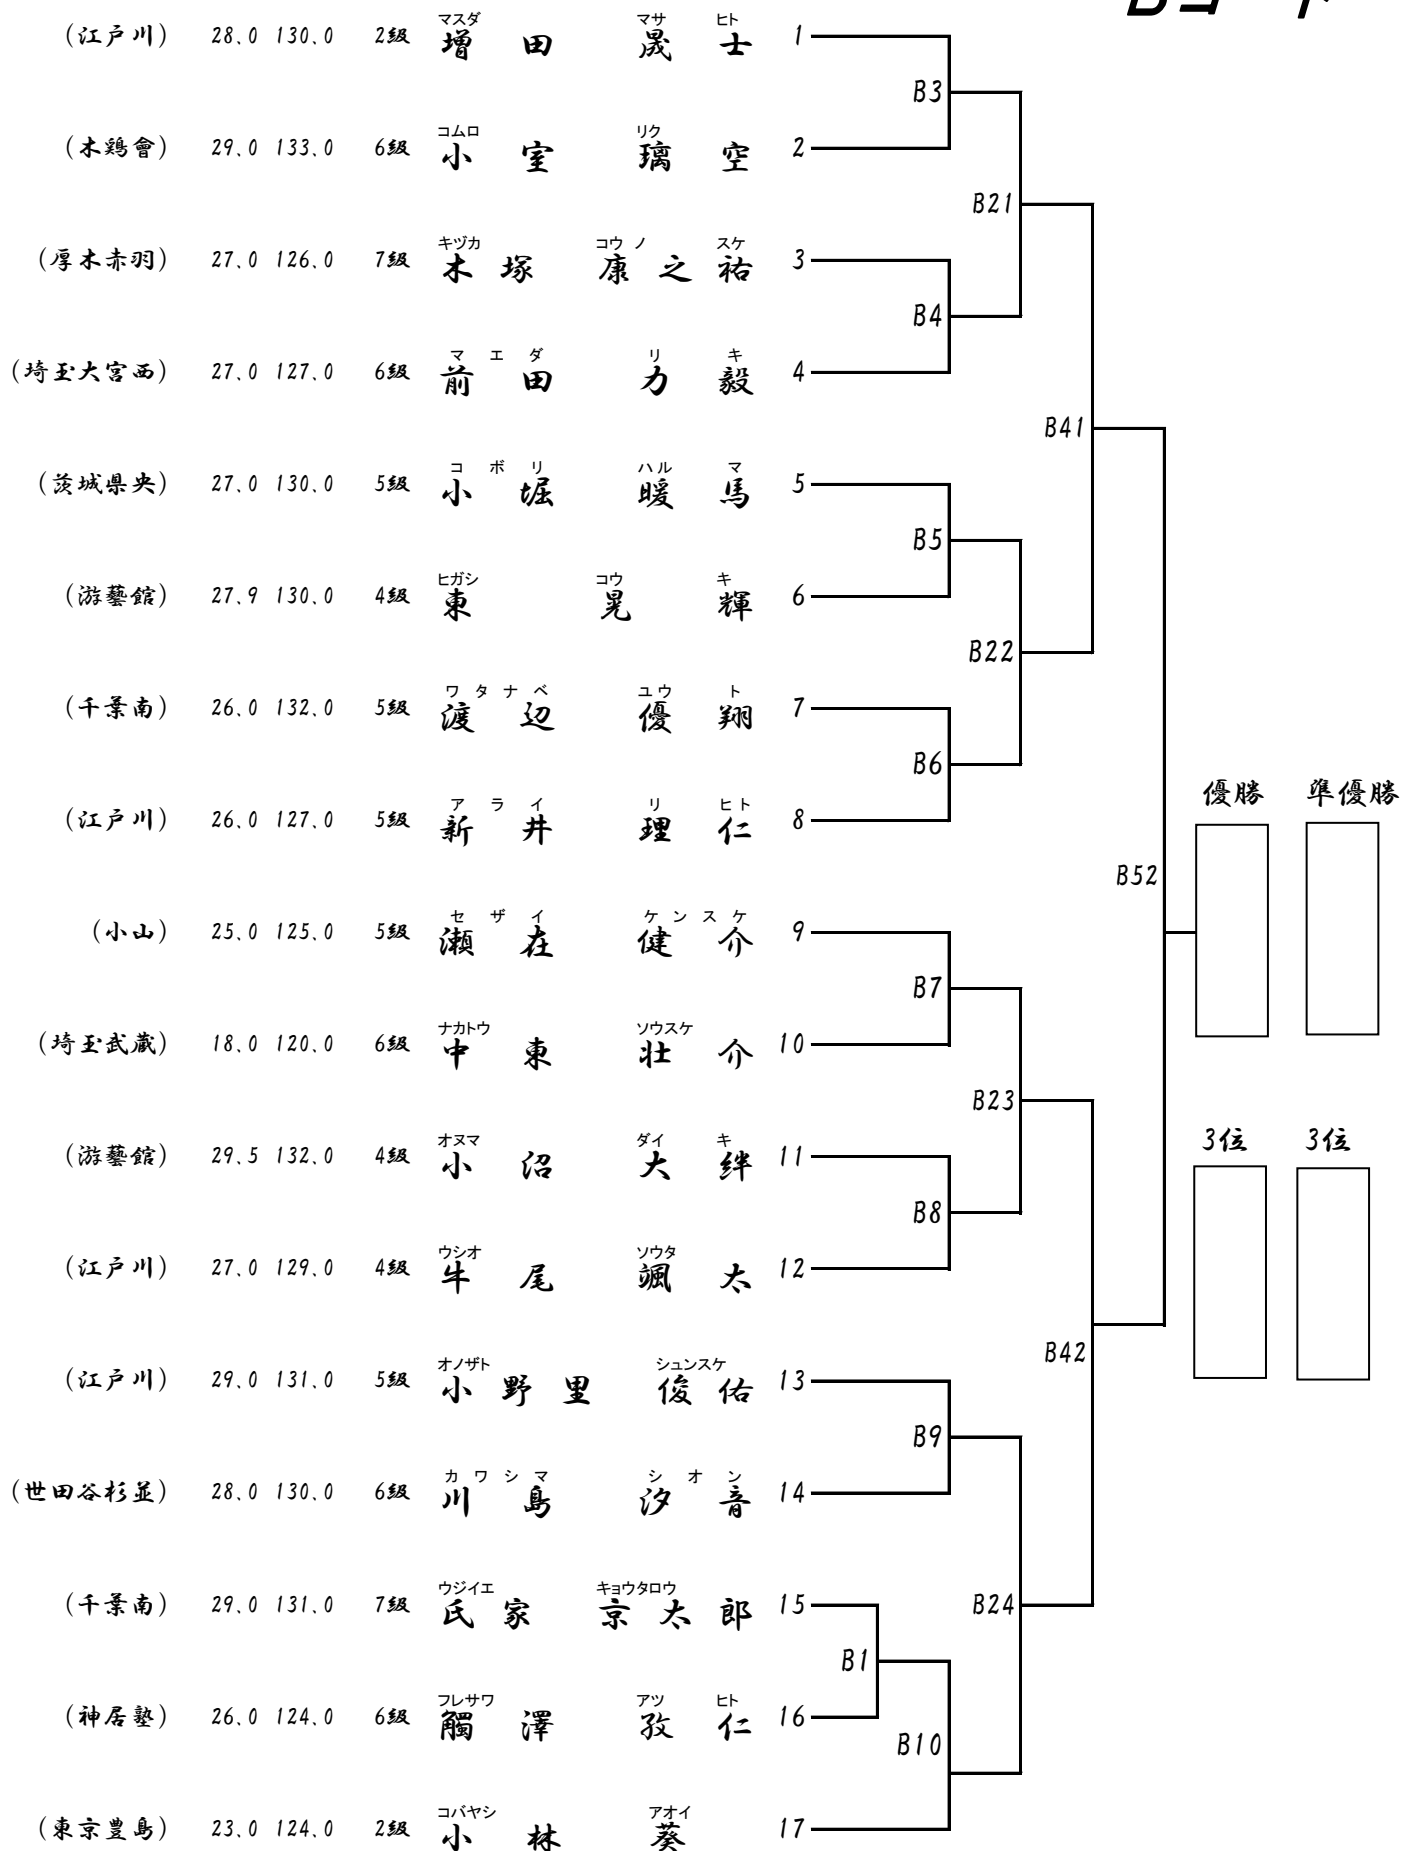 Bコート
(江戸川) 28.0 130.0 2級 増田 晟士 マスダ マサヒト 1
B3
(木鶏會) 29.0 133.0 6級 小室 璃空 コムロ リク 2
B21
(厚木赤羽) 27.0 126.0 7級 木塚 康之祐 キヅカ コウノスケ 3
B4
(埼玉大宮西) 27.0 127.0 6級 前田 力毅 マエダ リキ 4
B41
(茨城県央) 27.0 130.0 5級 小堀 暖馬 コボリ ハルマ 5
B5
(游藝館) 27.9 130.0 4級 東 晃輝 ヒガシ コウキ 6
B22
(千葉南) 26.0 132.0 5級 渡辺 優翔 ワタナベ ユウト 7
B6
優勝 準優勝
(江戸川) 26.0 127.0 5級 新井 理仁 アライ リヒト 8
B52
(小山) 25.0 125.0 5級 瀬在 健介 セザイ ケンスケ 9
B7
(埼玉武蔵) 18.0 120.0 6級 中東 壮介 ナカトウ ソウスケ 10
B23
3位 3位
(游藝館) 29.5 132.0 4級 小沼 大絆 オヌマ ダイキ 11
B8
(江戸川) 27.0 129.0 4級 牛尾 颯太 ウシオ ソウタ 12
B42
(江戸川) 29.0 131.0 5級 小野里 俊佑 オノザト シュンスケ 13
B9
(世田谷杉並) 28.0 130.0 6級 川島 汐音 カワシマ シオン 14
(千葉南) 29.0 131.0 7級 氏家 京太郎 ウジイエ キョウタロウ 15
B24
B1
(神居塾) 26.0 124.0 6級 觸澤 孜仁 フレサワ アツヒト 16
B10
(東京豊島) 23.0 124.0 2級 小林 葵 コバヤシ アオイ 17